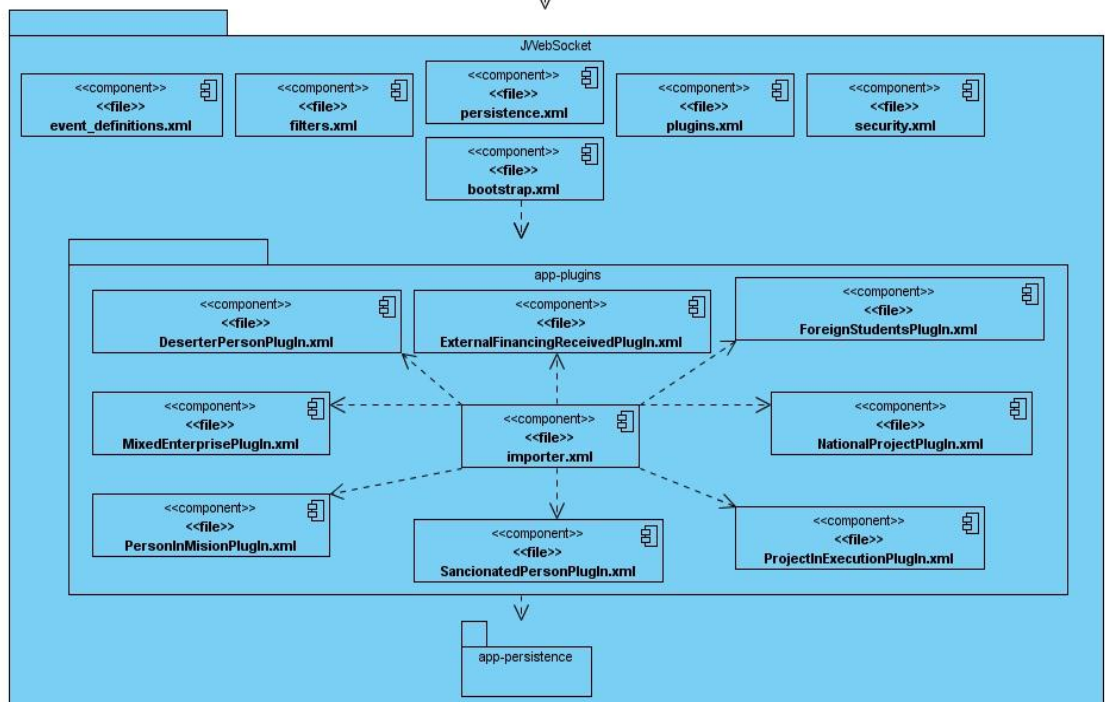 JWebSocket
<<component>>
<<file>>
event_definitions.xml
<<component>>
<<file>>
filters.xml
<<component>>
<<file>>
persistence.xml
<<component>>
<<file>>
plugins.xml
<<component>>
<<file>>
security.xml
<<component>>
<<file>>
bootstrap.xml
app-plugins
<<component>>
<<file>>
DeserterPersonPlugIn.xml
<<component>>
<<file>>
ExternalFinancingReceivedPlugIn.xml
<<component>>
<<file>>
ForeignStudentsPlugIn.xml
<<component>>
<<file>>
MixedEnterprisePlugIn.xml
<<component>>
<<file>>
importer.xml
<<component>>
<<file>>
NationalProjectPlugIn.xml
<<component>>
<<file>>
PersonInMisionPlugIn.xml
<<component>>
<<file>>
SancionatedPersonPlugIn.xml
<<component>>
<<file>>
ProjectInExecutionPlugIn.xml
app-persistence